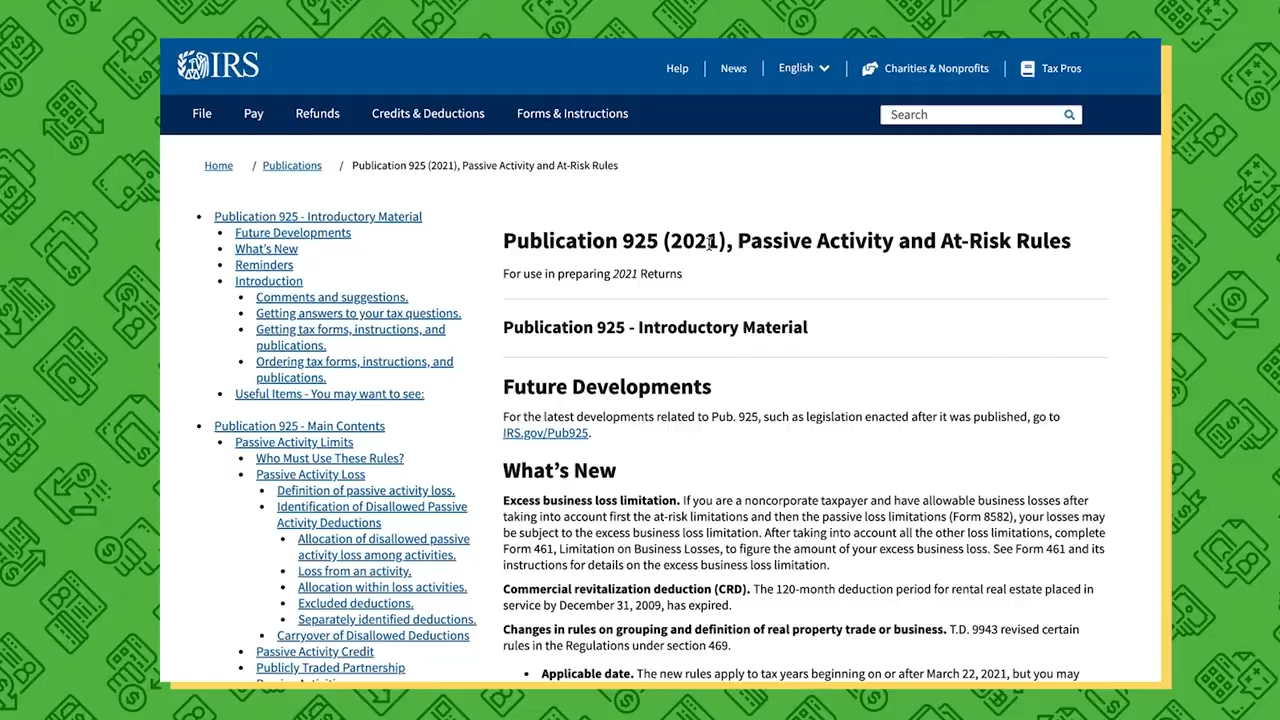 IRS
Help
News
English
Charities & Nonprofits
Tax Pros
File
Pay
Refunds
Credits & Deductions
Forms & Instructions
Search
Home / Publications / Publication 925 (2021), Passive Activity and At-Risk Rules
Publication 925 - Introductory Material
Future Developments
What's New
Reminders
Introduction
Comments and suggestions.
Getting answers to your tax questions.
Getting tax forms, instructions, and
publications.
Ordering tax forms, instructions, and
publications.
Useful Items - You may want to see:
Publication 925 - Main Contents
Passive Activity Limits
Who Must Use These Rules?
Passive Activity Loss
Definition of passive activity loss.
Identification of Disallowed Passive
Activity Deductions
Allocation of disallowed passive
activity loss among activities.
Loss from an activity.
Allocation within loss activities.
Excluded deductions.
Separately identified deductions.
Carryover of Disallowed Deductions
Passive Activity Credit
Publicly Traded Partnership
Publication 925 (2021), Passive Activity and At-Risk Rules
For use in preparing 2021 Returns
Publication 925 - Introductory Material
Future Developments
For the latest developments related to Pub. 925, such as legislation enacted after it was published, go to
IRS.gov/Pub925.
What's New
Excess business loss limitation. If you are a noncorporate taxpayer and have allowable business losses after
taking into account first the at-risk limitations and then the passive loss limitations (Form 8582), your losses may
be subject to the excess business loss limitation. After taking into account all the other loss limitations, complete
Form 461, Limitation on Business Losses, to figure the amount of your excess business loss. See Form 461 and its
instructions for details on the excess business loss limitation.
Commercial revitalization deduction (CRD). The 120-month deduction period for rental real estate placed in
service by December 31, 2009, has expired.
Changes in rules on grouping and definition of real property trade or business. T.D. 9943 revised certain
rules in the Regulations under section 469.
Applicable date. The new rules apply to tax years beginning on or after March 22, 2021, but you may